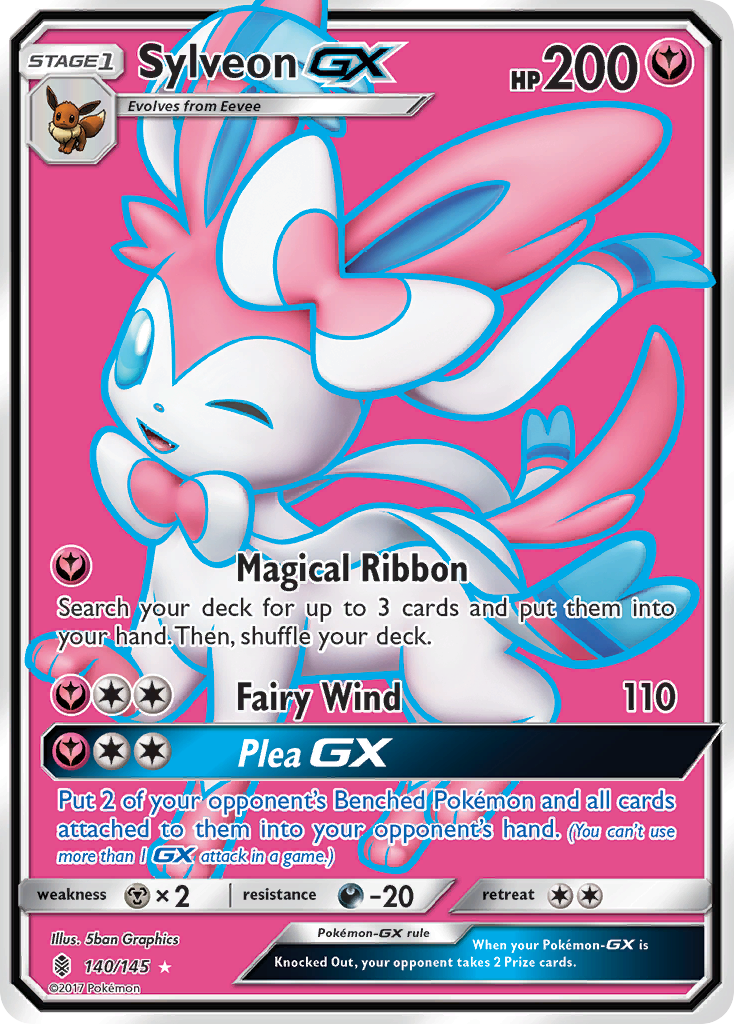 STAGE1
Sylveon GX
HP200
Evolves from Eevee
Magical Ribbon
Search your deck for up to 3 cards and put them into
your hand. Then, shuffle your deck.
Fairy Wind 110
Plea GX
Put 2 of your opponent's Benched Pokémon and all cards
attached to them into your opponent's hand. (You can't use
more than 1 GX attack in a game.)
weakness ×2 resistance -20 retreat
Illus. 5ban Graphics
140/145
©2017 Pokémon
Pokémon-GX rule
When your Pokémon-GX is
Knocked Out, your opponent takes 2 Prize cards.